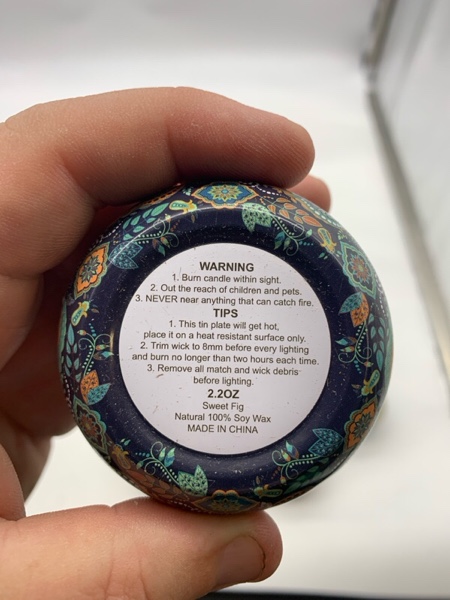 WARNING
1. Burn candle within sight.
2. Out the reach of children and pets.
3. NEVER near anything that can catch fire.
TIPS
1. This tin plate will get hot,
place it on a heat resistant surface only.
2. Trim wick to 8mm before every lighting
and burn no longer than two hours each time.
3. Remove all match and wick debris
before lighting.
2.2OZ
Sweet Fig
Natural 100% Soy Wax
MADE IN CHINA